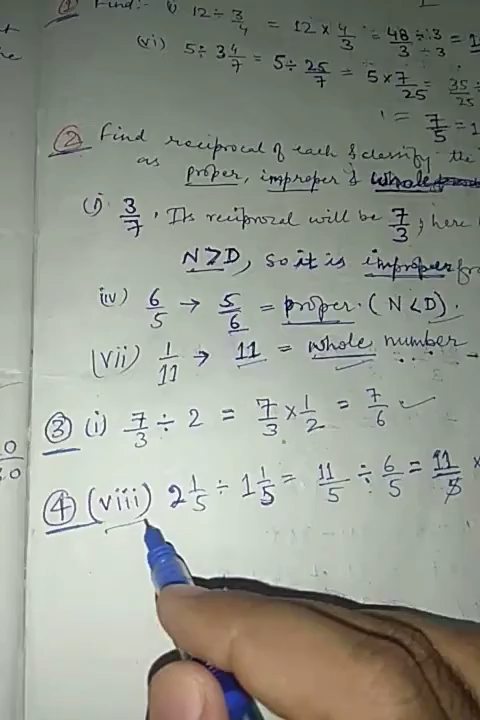 ① Find:- i) 12 ÷ 3/4 = 12 × 4/3 = 48/3 ÷3/÷3 =
(vi) 5 ÷ 3 4/7 = 5 ÷ 25/7 = 5 × 7/25 = 35/25 ÷
= 7/5 = 1
② Find reciprocal of each & classify the
as proper, improper &
(i) 3/7. Its reciprocal will be 7/3, here
N>D, so it is improper fra
(iv) 6/5 → 5/6 = proper. (N<D).
(vii) 1/11 → 11 = whole number
③ (i) 7/3 ÷ 2 = 7/3 × 1/2 = 7/6
④ (viii) 2 1/5 ÷ 1 1/5 = 11/5 ÷ 6/5 = 11/5 ×